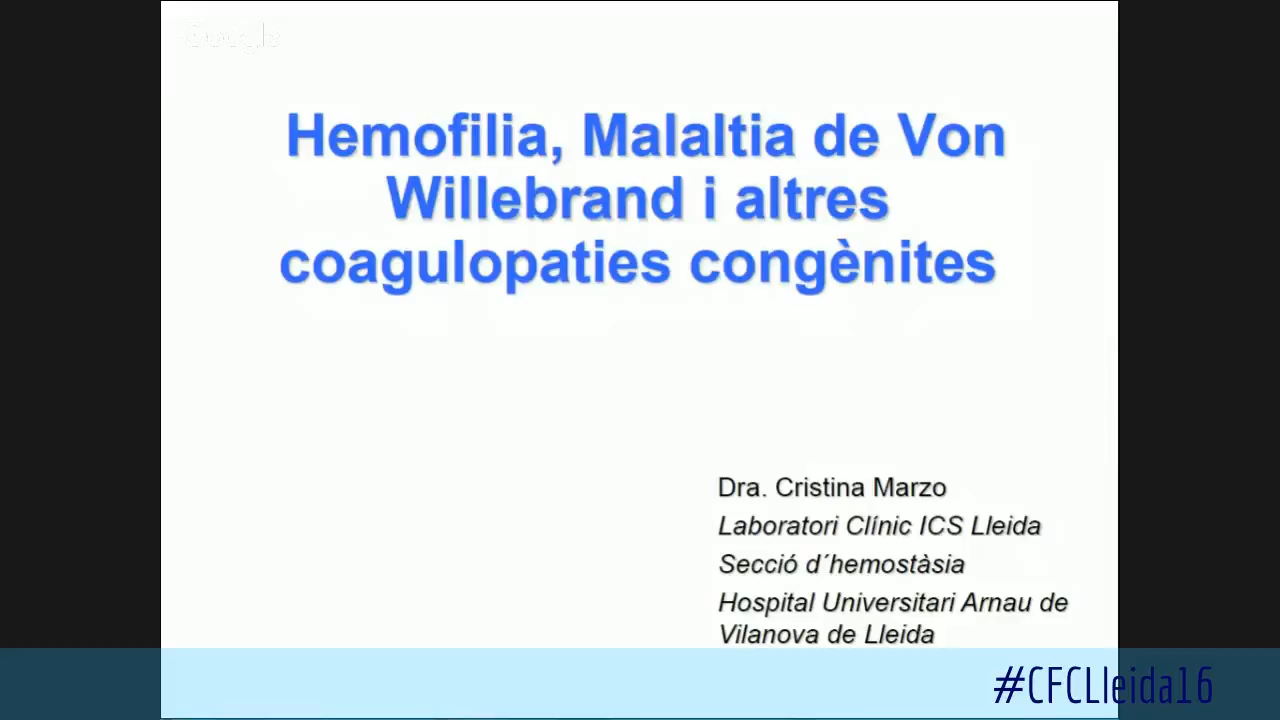 Google
Hemofilia, Malaltia de Von
Willebrand i altres
coagulopaties congènites
Dra. Cristina Marzo
Laboratori Clínic ICS Lleida
Secció d´hemostàsia
Hospital Universitari Arnau de
Vilanova de Lleida
#CFCLleida16